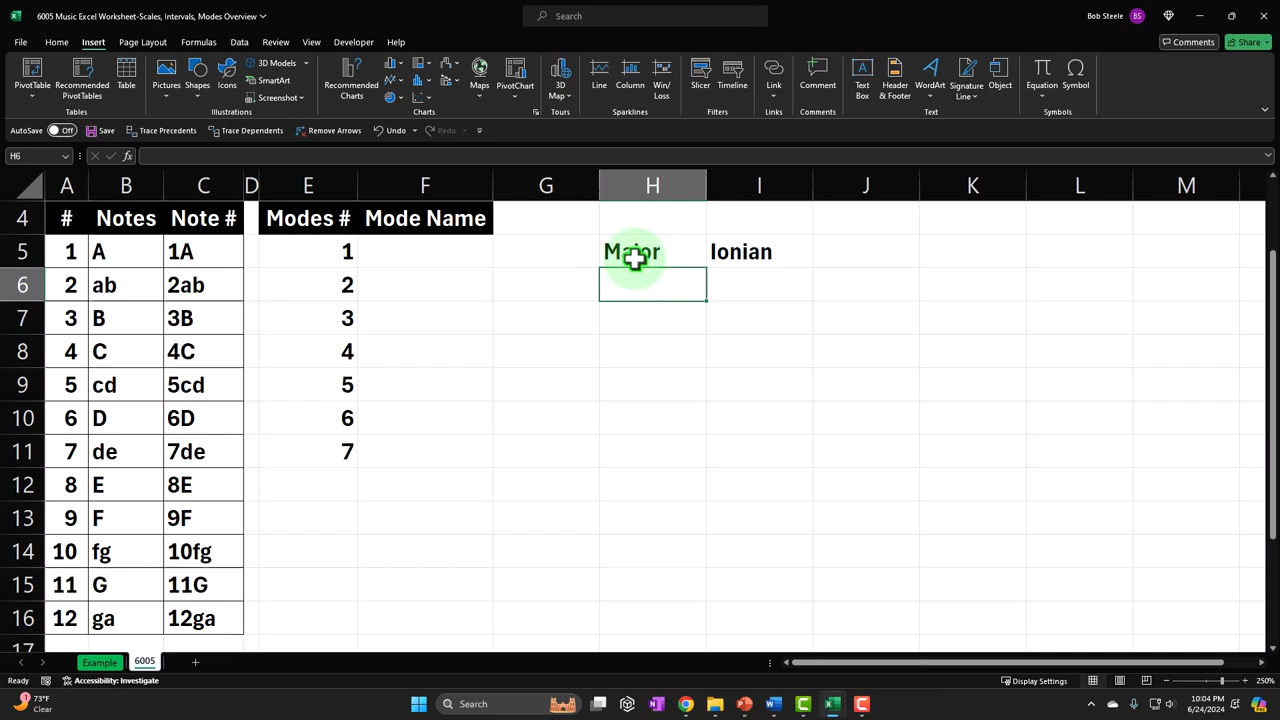 6005 Music Excel Worksheet-Scales, Intervals, Modes Overview
Search
Bob Steele BS
File Home Insert Page Layout Formulas Data Review View Developer Automate Help
Comments Share
PivotTable Recommended PivotTables Table Pictures Shapes Icons 3D Models SmartArt Screenshot Recommended Charts Maps PivotChart 3D Map Line Column Win/Loss Slicer Timeline Link Comment Text Box Header & Footer WordArt Signature Line Object Equation Symbol
Tables Illustrations Charts Tours Sparklines Filters Links Comments Text Symbols
AutoSave Off Save Trace Precedents Trace Dependents Remove Arrows Undo Redo
H6 fx
A B C D E F G H I J K L M
4 # Notes Note # Modes # Mode Name
5 1 A 1A 1 Major Ionian
6 2 ab 2ab 2
7 3 B 3B 3
8 4 C 4C 4
9 5 cd 5cd 5
10 6 D 6D 6
11 7 de 7de 7
12 8 E 8E
13 9 F 9F
14 10 fg 10fg
15 11 G 11G
16 12 ga 12ga
17
Example 6005
Ready Accessibility: Investigate Display Settings 250%
1 73°F
Clear
Search
10:04 PM
6/24/2024